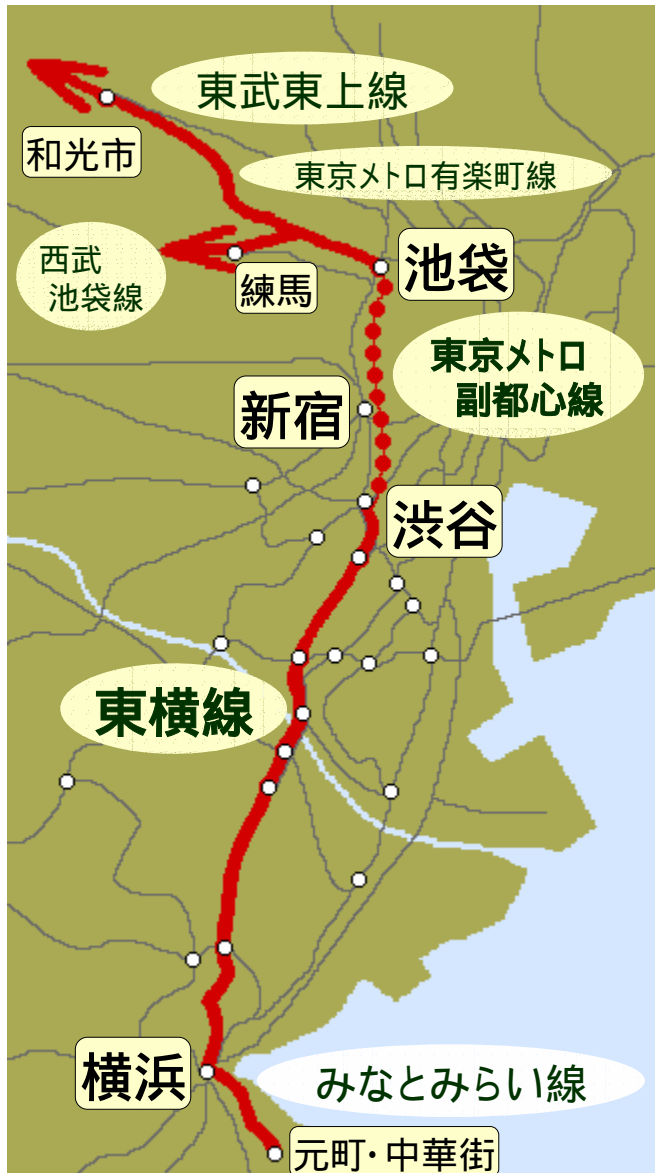 東武東上線
和光市
東京メトロ有楽町線
西武
池袋線
練馬
池袋
東京メトロ
副都心線
新宿
渋谷
東横線
横浜
みなとみらい線
元町・中華街